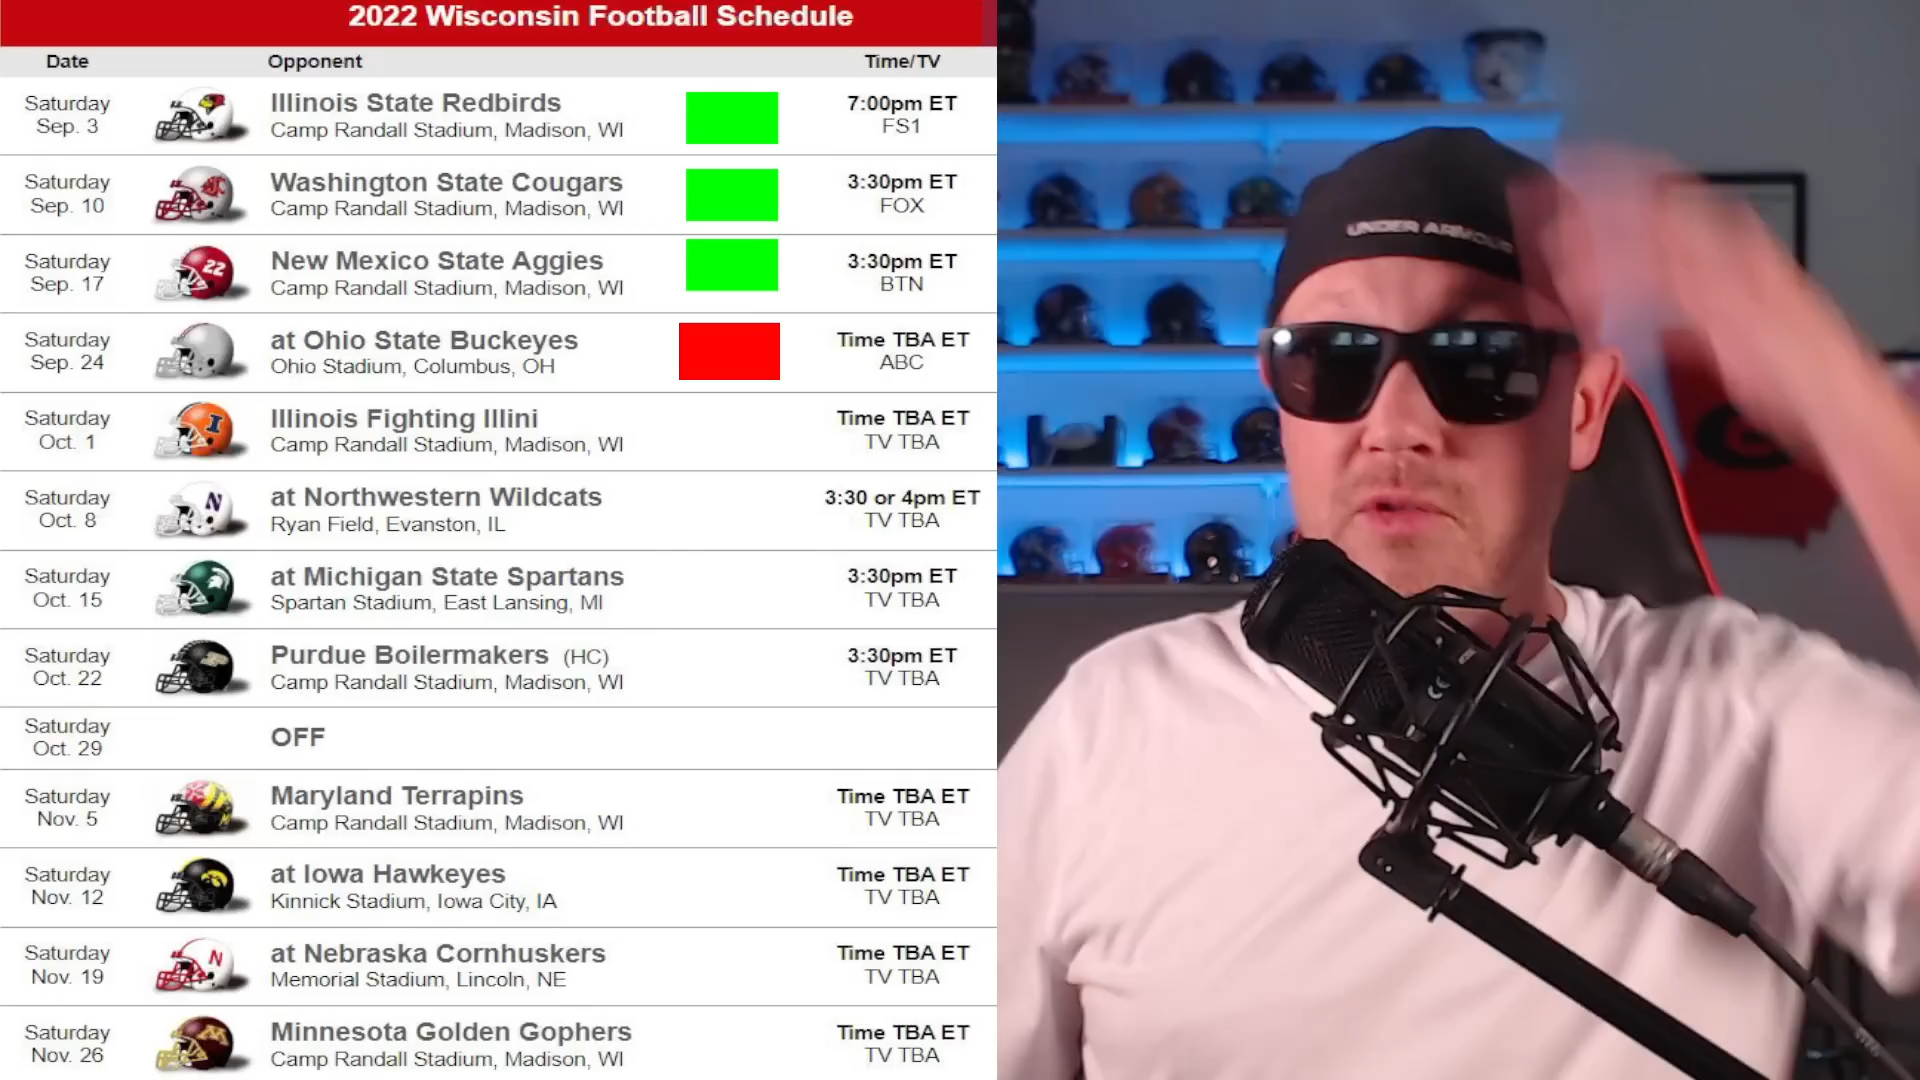 2022 Wisconsin Football Schedule
Date Opponent Time/TV
Saturday Sep. 3
Illinois State Redbirds
Camp Randall Stadium, Madison, WI
7:00pm ET
FS1
Saturday Sep. 10
Washington State Cougars
Camp Randall Stadium, Madison, WI
3:30pm ET
FOX
Saturday Sep. 17
22
New Mexico State Aggies
Camp Randall Stadium, Madison, WI
3:30pm ET
BTN
Saturday Sep. 24
at Ohio State Buckeyes
Ohio Stadium, Columbus, OH
Time TBA ET
ABC
Saturday Oct. 1
I
Illinois Fighting Illini
Camp Randall Stadium, Madison, WI
Time TBA ET
TV TBA
Saturday Oct. 8
N
at Northwestern Wildcats
Ryan Field, Evanston, IL
3:30 or 4pm ET
TV TBA
Saturday Oct. 15
at Michigan State Spartans
Spartan Stadium, East Lansing, MI
3:30pm ET
TV TBA
Saturday Oct. 22
Purdue Boilermakers (HC)
Camp Randall Stadium, Madison, WI
3:30pm ET
TV TBA
Saturday Oct. 29
OFF
Saturday Nov. 5
Maryland Terrapins
Camp Randall Stadium, Madison, WI
Time TBA ET
TV TBA
Saturday Nov. 12
at Iowa Hawkeyes
Kinnick Stadium, Iowa City, IA
Time TBA ET
TV TBA
Saturday Nov. 19
N
at Nebraska Cornhuskers
Memorial Stadium, Lincoln, NE
Time TBA ET
TV TBA
Saturday Nov. 26
M
Minnesota Golden Gophers
Camp Randall Stadium, Madison, WI
Time TBA ET
TV TBA
UNDER ARMOUR
G